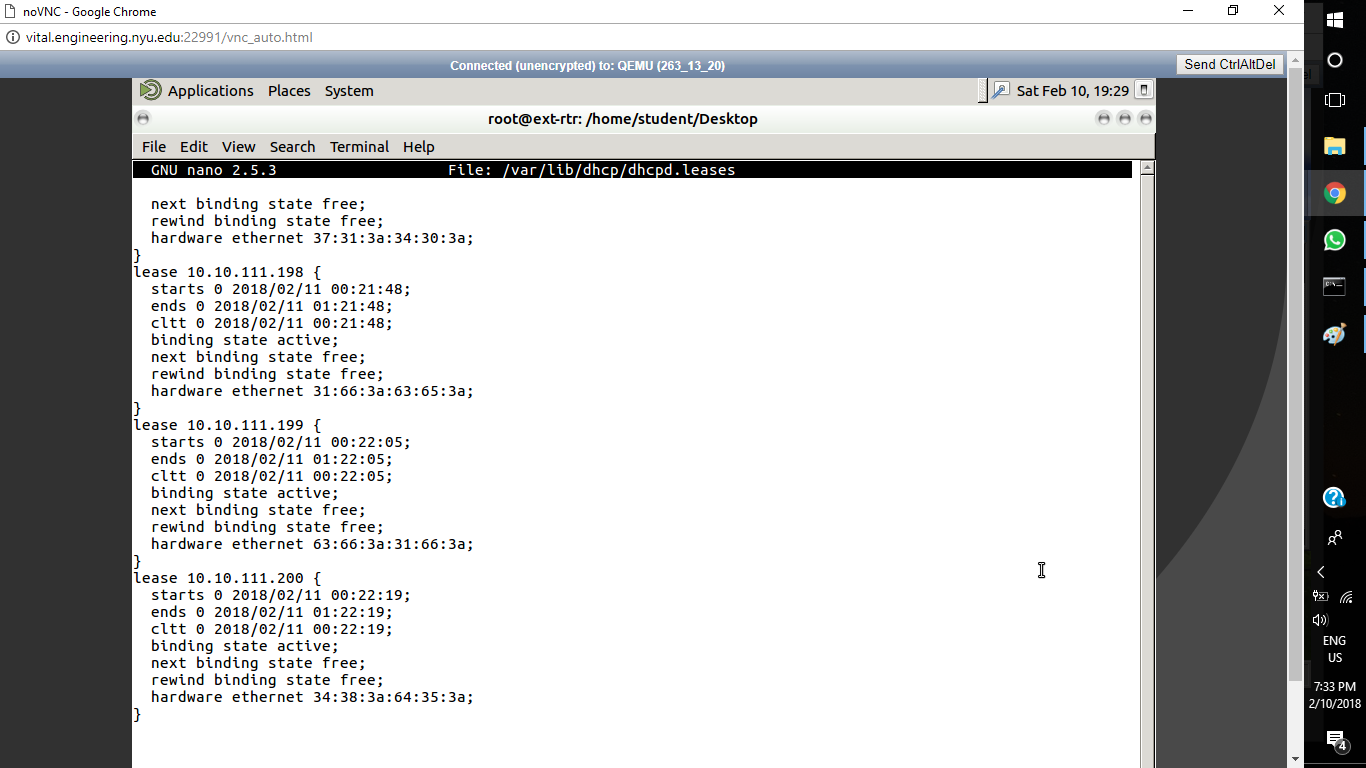 noVNC - Google Chrome
vital.engineering.nyu.edu:22991/vnc_auto.html
Connected (unencrypted) to: QEMU (263_13_20)
Send CtrlAltDel
Applications Places System
Sat Feb 10, 19:29
root@ext-rtr: /home/student/Desktop
File Edit View Search Terminal Help
GNU nano 2.5.3 File: /var/lib/dhcp/dhcpd.leases
next binding state free;
rewind binding state free;
hardware ethernet 37:31:3a:34:30:3a;
}
lease 10.10.111.198 {
starts 0 2018/02/11 00:21:48;
ends 0 2018/02/11 01:21:48;
cltt 0 2018/02/11 00:21:48;
binding state active;
next binding state free;
rewind binding state free;
hardware ethernet 31:66:3a:63:65:3a;
}
lease 10.10.111.199 {
starts 0 2018/02/11 00:22:05;
ends 0 2018/02/11 01:22:05;
cltt 0 2018/02/11 00:22:05;
binding state active;
next binding state free;
rewind binding state free;
hardware ethernet 63:66:3a:31:66:3a;
}
lease 10.10.111.200 {
starts 0 2018/02/11 00:22:19;
ends 0 2018/02/11 01:22:19;
cltt 0 2018/02/11 00:22:19;
binding state active;
next binding state free;
rewind binding state free;
hardware ethernet 34:38:3a:64:35:3a;
}
ENG
US
7:33 PM
2/10/2018
4